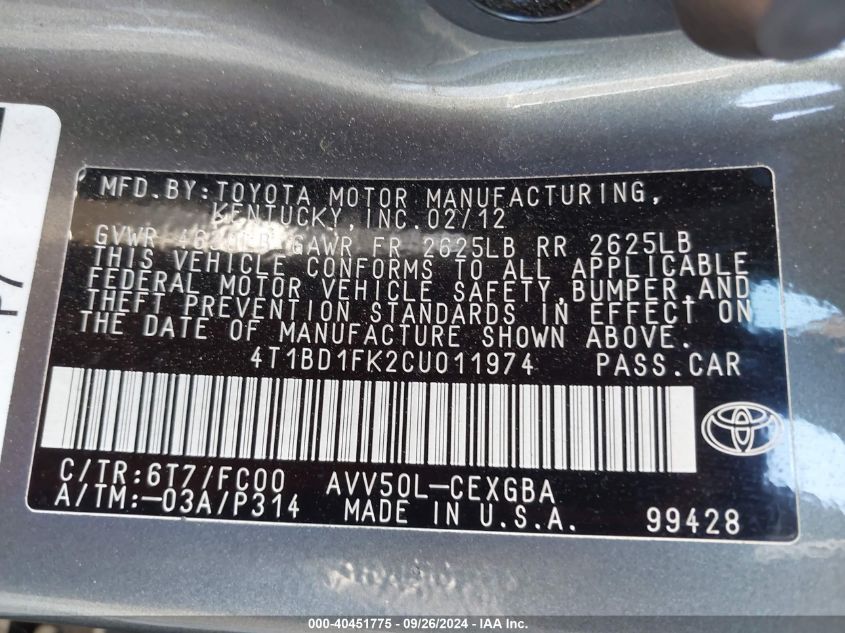 MFD. BY: TOYOTA MOTOR MANUFACTURING,
KENTUCKY, INC. 02/12
GVWR GAWR FR 2625LB RR 2625LB
THIS VEHICLE CONFORMS TO ALL APPLICABLE
FEDERAL MOTOR VEHICLE SAFETY, BUMPER, AND
THEFT PREVENTION STANDARDS IN EFFECT ON
THE DATE OF MANUFACTURE SHOWN ABOVE.
4T1BD1FK2CU011974 PASS.CAR
C/TR:6T7/FC00 AVV50L-CEXGBA
A/TM:-03A/P314 MADE IN U.S.A. 99428
000-40451775 - 09/26/2024 - IAA Inc.